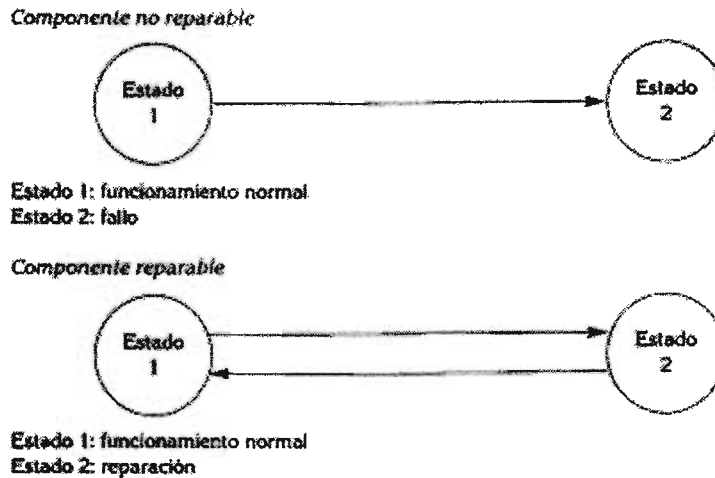 Componente no reparable
Estado
1
Estado
2
Estado 1: funcionamiento normal
Estado 2: fallo
Componente reparable
Estado
1
Estado
2
Estado 1: funcionamiento normal
Estado 2: reparación